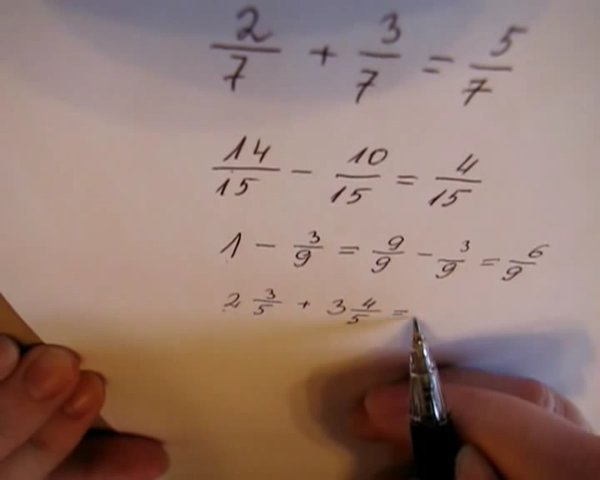 2/7 + 3/7 = 5/7
14/15 - 10/15 = 4/15
1 - 3/9 = 9/9 - 3/9 = 6/9
2 3/5 + 3 4/5 =